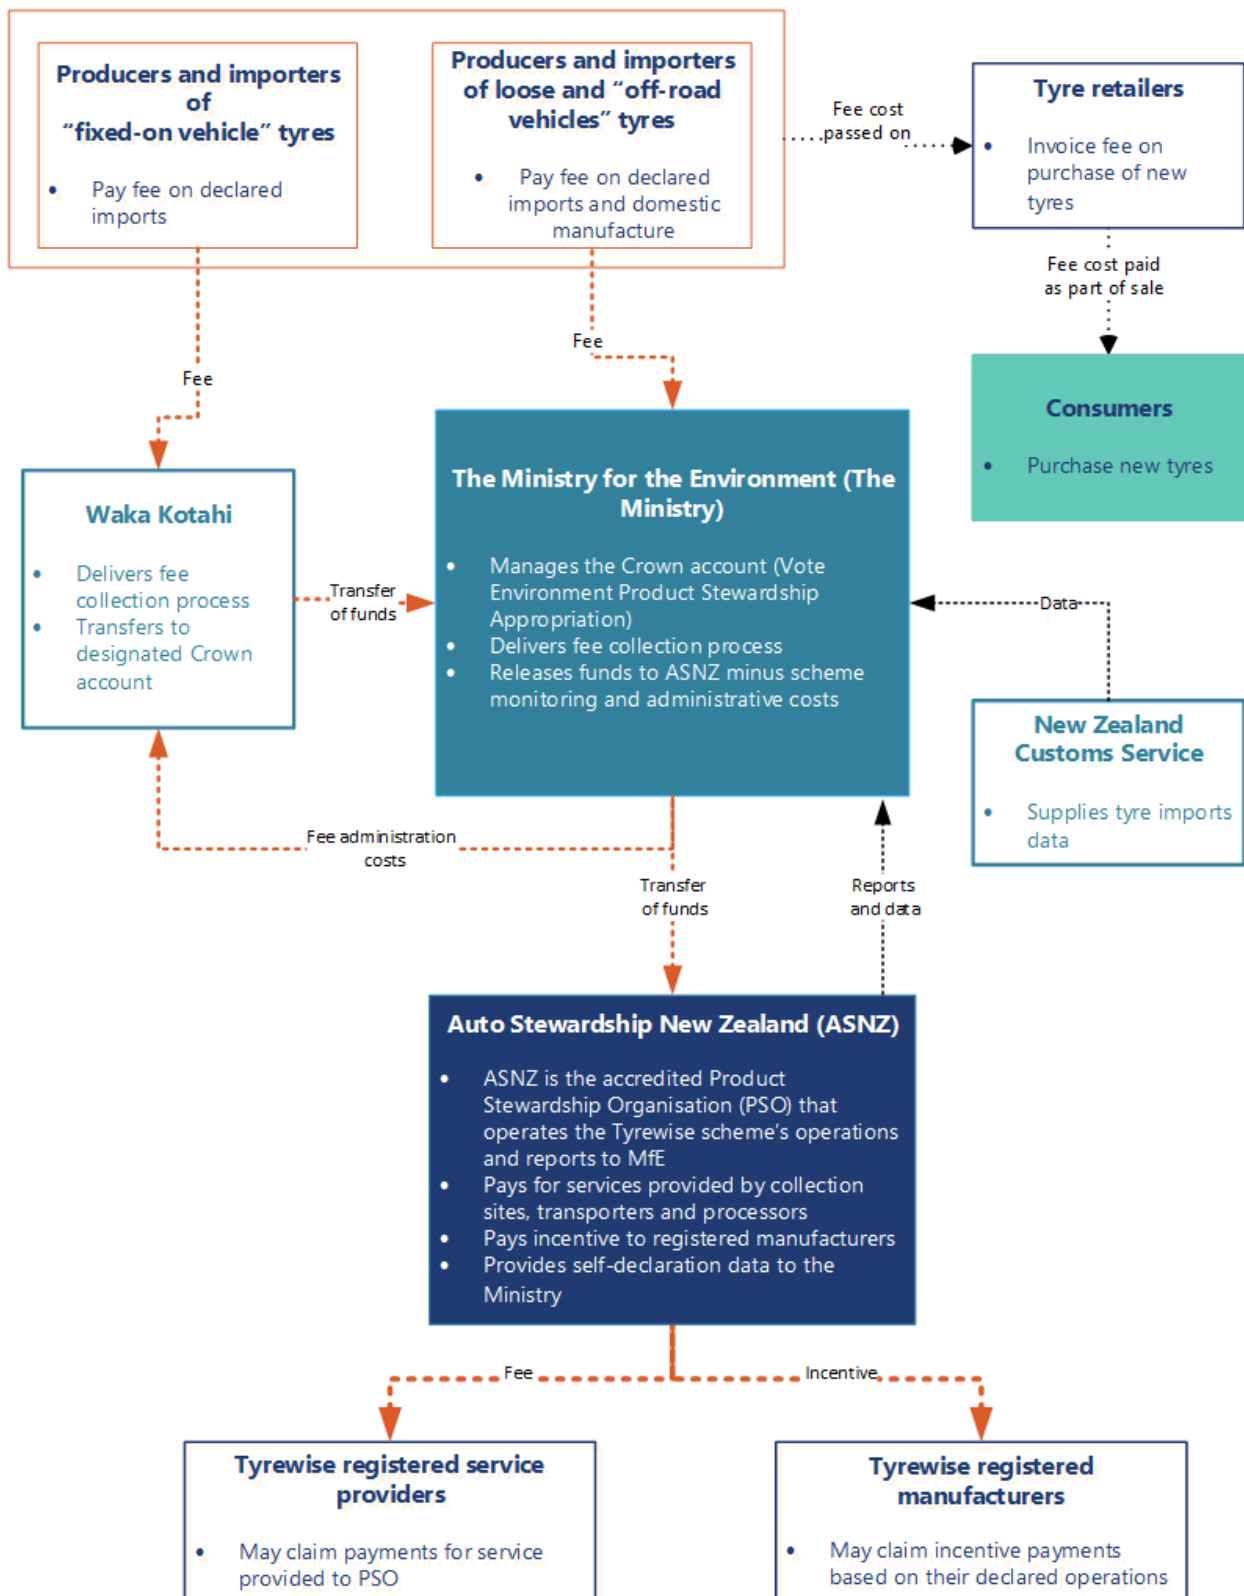 Producers and importers
of
“fixed-on vehicle” tyres
• Pay fee on declared
imports
Producers and importers
of loose and “off-road
vehicles” tyres
• Pay fee on declared
imports and domestic
manufacture
Fee cost
passed on
Tyre retailers
• Invoice fee on
purchase of new
tyres
Fee cost paid
as part of sale
Consumers
• Purchase new tyres
Fee
Fee
Waka Kotahi
• Delivers fee
collection process
• Transfers to
designated Crown
account
Transfer
of funds
The Ministry for the Environment (The
Ministry)
• Manages the Crown account (Vote
Environment Product Stewardship
Appropriation)
• Delivers fee collection process
• Releases funds to ASNZ minus scheme
monitoring and administrative costs
Data
New Zealand
Customs Service
• Supplies tyre imports
data
Fee administration
costs
Transfer
of funds
Reports
and data
Auto Stewardship New Zealand (ASNZ)
• ASNZ is the accredited Product
Stewardship Organisation (PSO) that
operates the Tyrewise scheme’s operations
and reports to MfE
• Pays for services provided by collection
sites, transporters and processors
• Pays incentive to registered manufacturers
• Provides self-declaration data to the
Ministry
Fee
Incentive
Tyrewise registered service
providers
• May claim payments for service
provided to PSO
Tyrewise registered
manufacturers
• May claim incentive payments
based on their declared operations